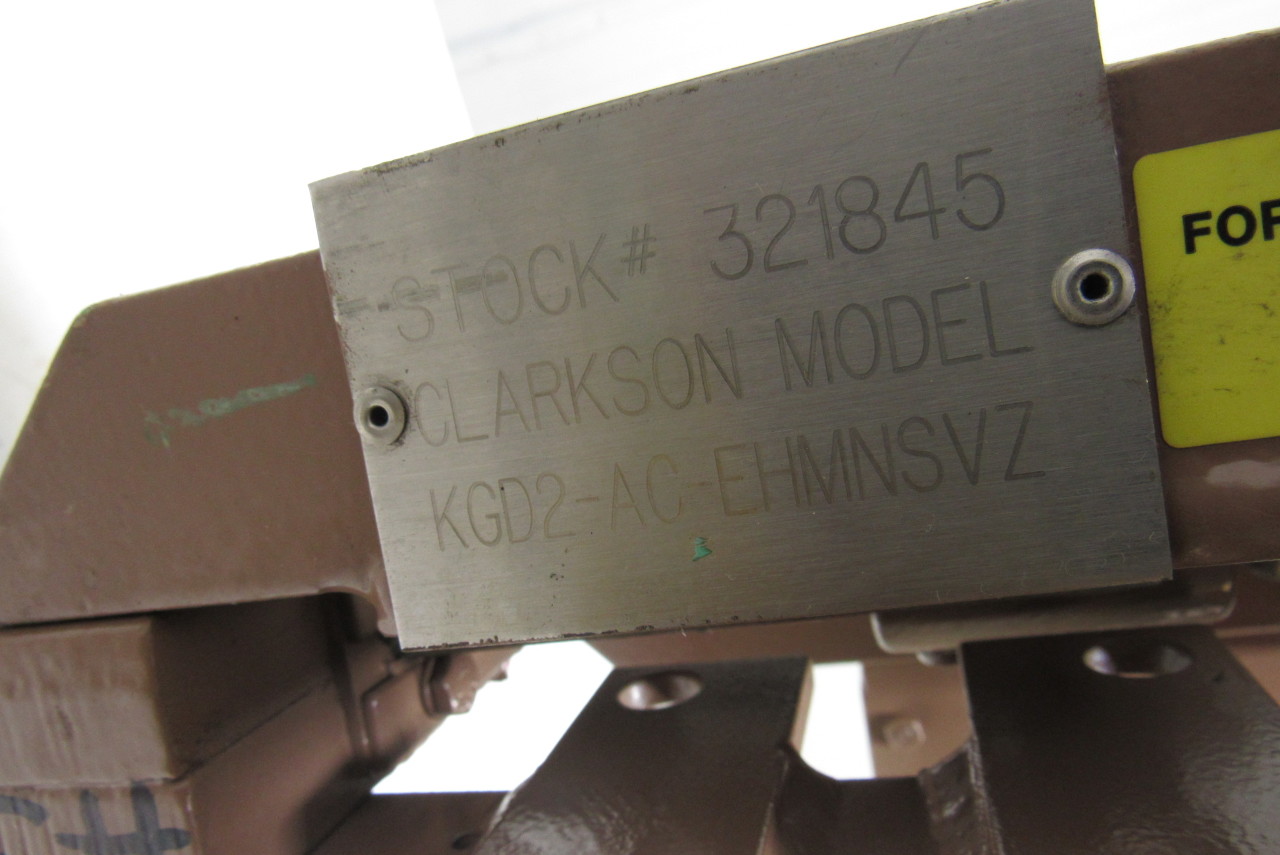 STOCK# 321845
CLARKSON MODEL
KGD2-AC-EHMNSVZ
FOR